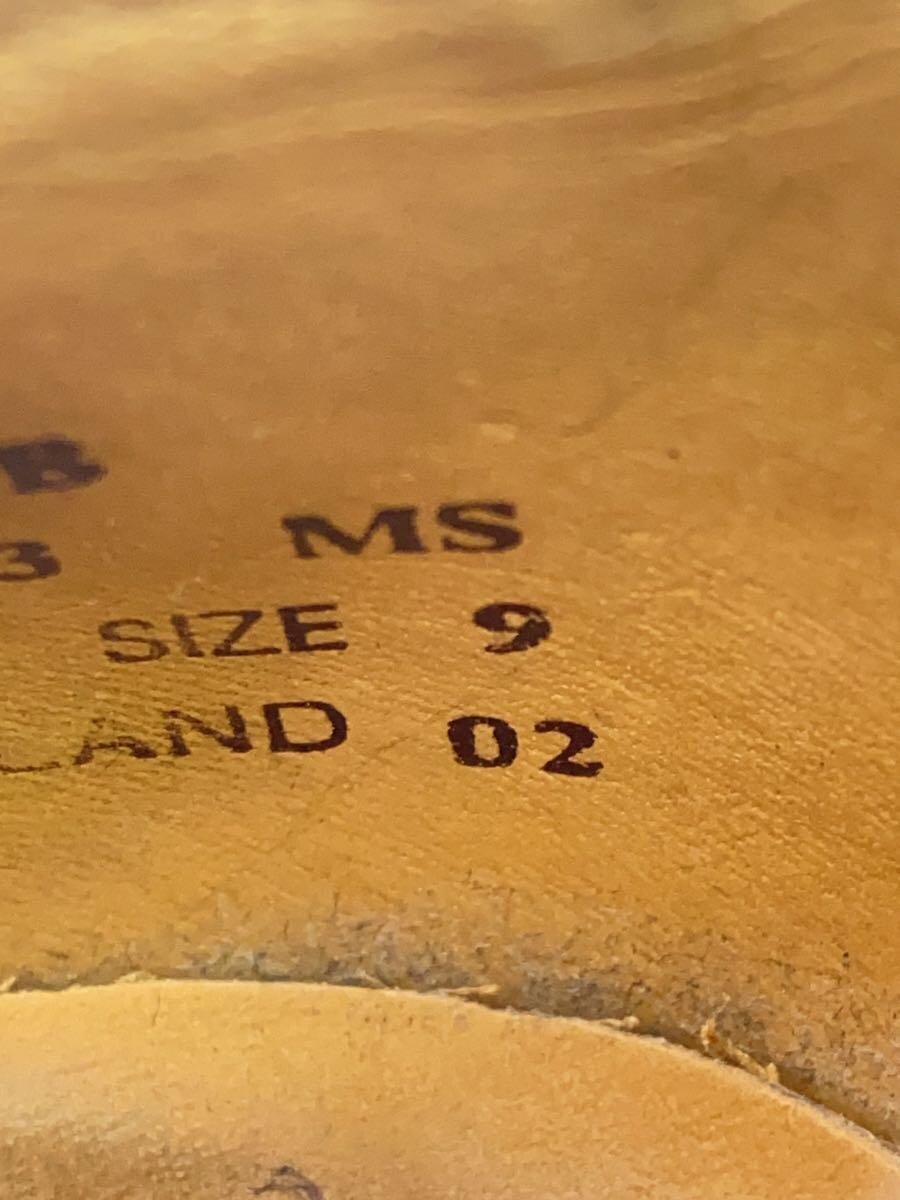 B
3 MS
SIZE 9
LAND 02